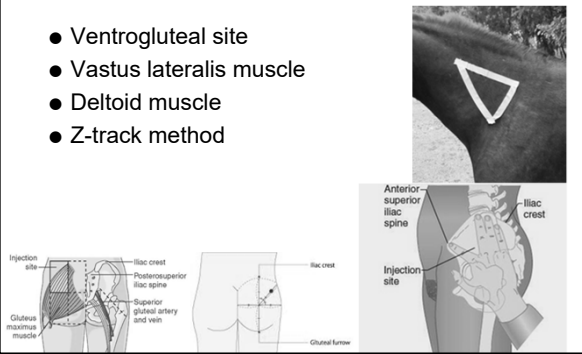 ● Ventrogluteal site
● Vastus lateralis muscle
● Deltoid muscle
● Z-track method
Anterior
superior
iliac
spine
Iliac
crest
Injection
site
Injection
site
Iliac crest
Posterosuperior
iliac spine
Superior
gluteal artery
and vein
Gluteus
maximus
muscle
Iliac crest
Gluteal furrow